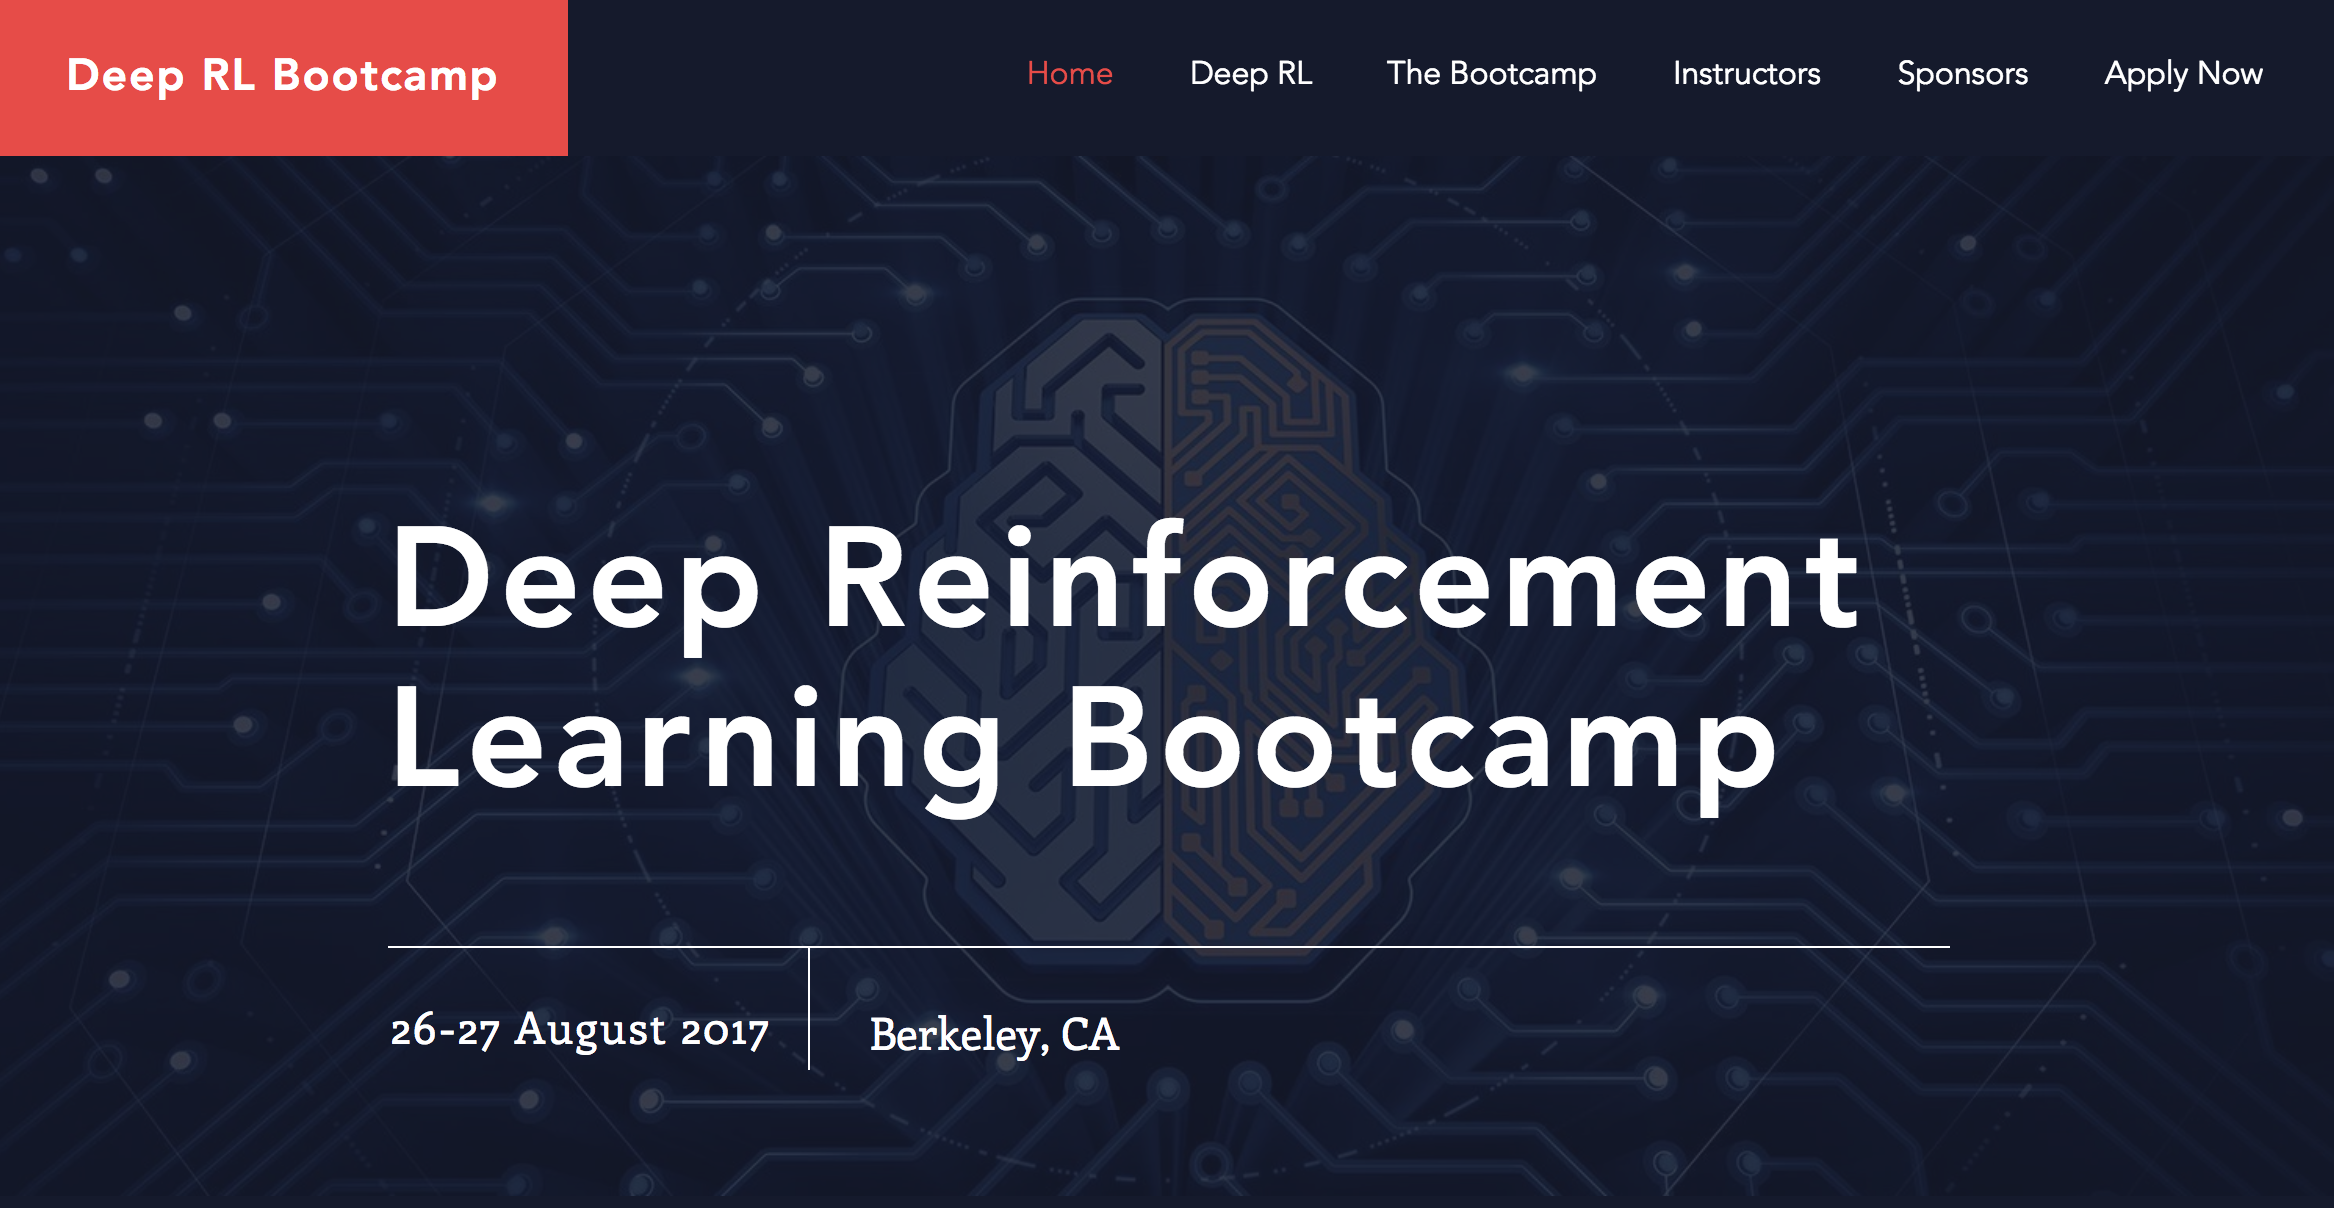 Deep RL Bootcamp
Home
Deep RL
The Bootcamp
Instructors
Sponsors
Apply Now
Deep Reinforcement
Learning Bootcamp
26-27 August 2017
Berkeley, CA